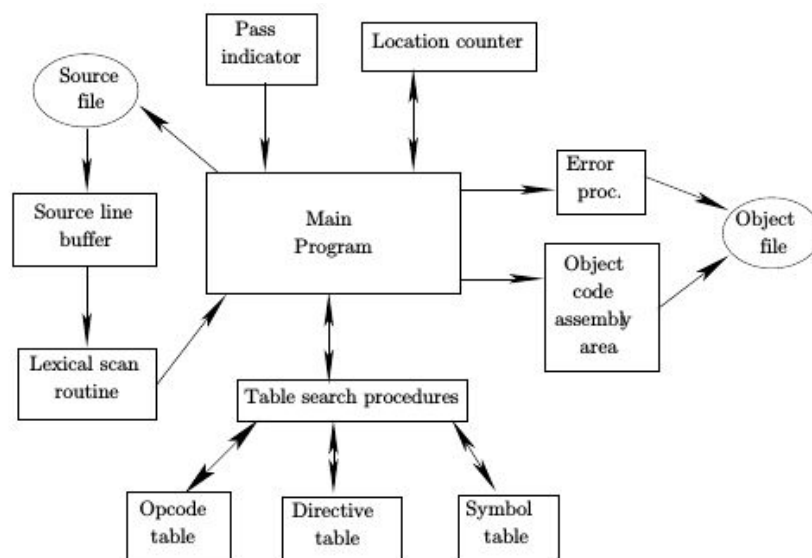 Pass
indicator
Location counter
Source
file
Error
proc.
Source line
buffer
Main
Program
Object
file
Object
code
assembly
area
Lexical scan
routine
Table search procedures
Opcode
table
Directive
table
Symbol
table